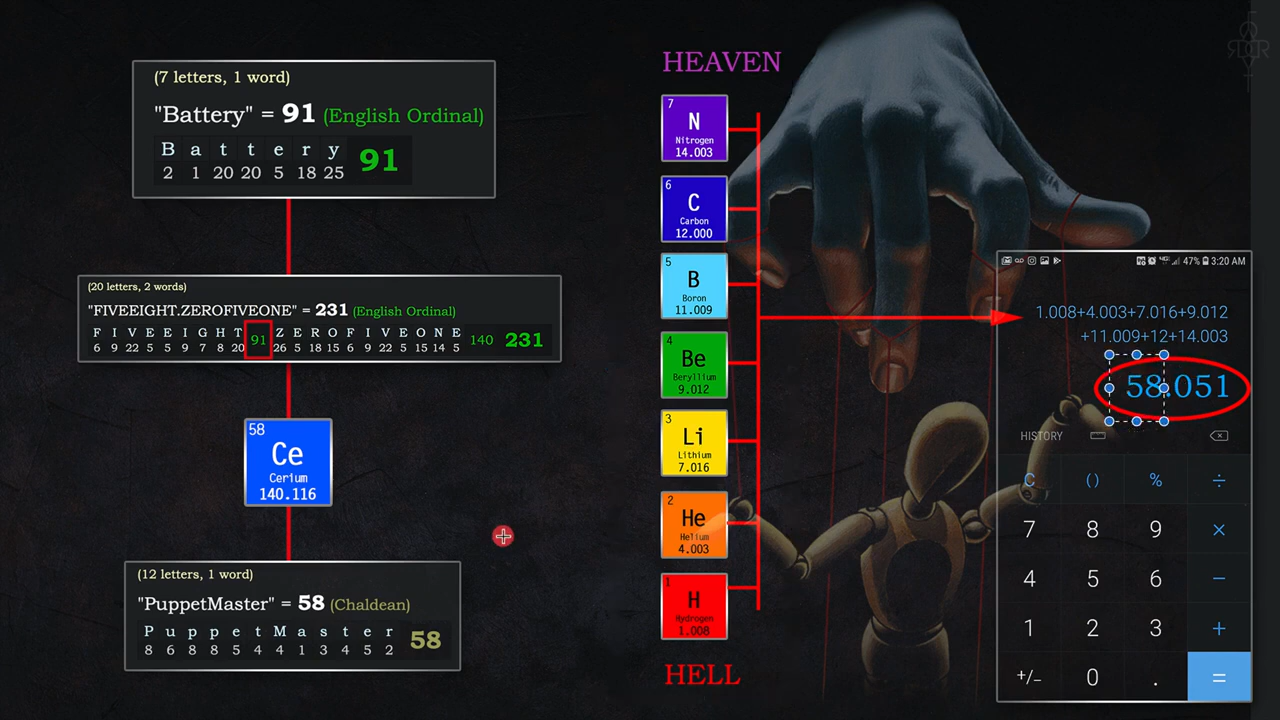 (7 letters, 1 word)
"Battery" = 91 (English Ordinal)
B a t t e r y 91
2 1 20 20 5 18 25
(20 letters, 2 words)
"FIVEEIGHT.ZEROFIVEONE" = 231 (English Ordinal)
F I V E E I G H T 91 Z E R O F I V E O N E 140 231
6 9 22 5 5 9 7 8 20 26 5 18 15 6 9 22 5 15 14 5
58
Ce
Cerium
140.116
(12 letters, 1 word)
"PuppetMaster" = 58 (Chaldean)
P u p p e t M a s t e r 58
8 6 8 8 5 4 4 1 3 4 5 2
HEAVEN
7
N
Nitrogen
14.003
6
C
Carbon
12.000
5
B
Boron
11.009
4
Be
Beryllium
9.012
3
Li
Lithium
7.016
2
He
Helium
4.003
1
H
Hydrogen
1.008
HELL
47% 3:20 AM
1.008+4.003+7.016+9.012
+11.009+12+14.003
58.051
HISTORY
C () % ÷
7 8 9 ×
4 5 6 −
1 2 3 +
+/− 0 . =